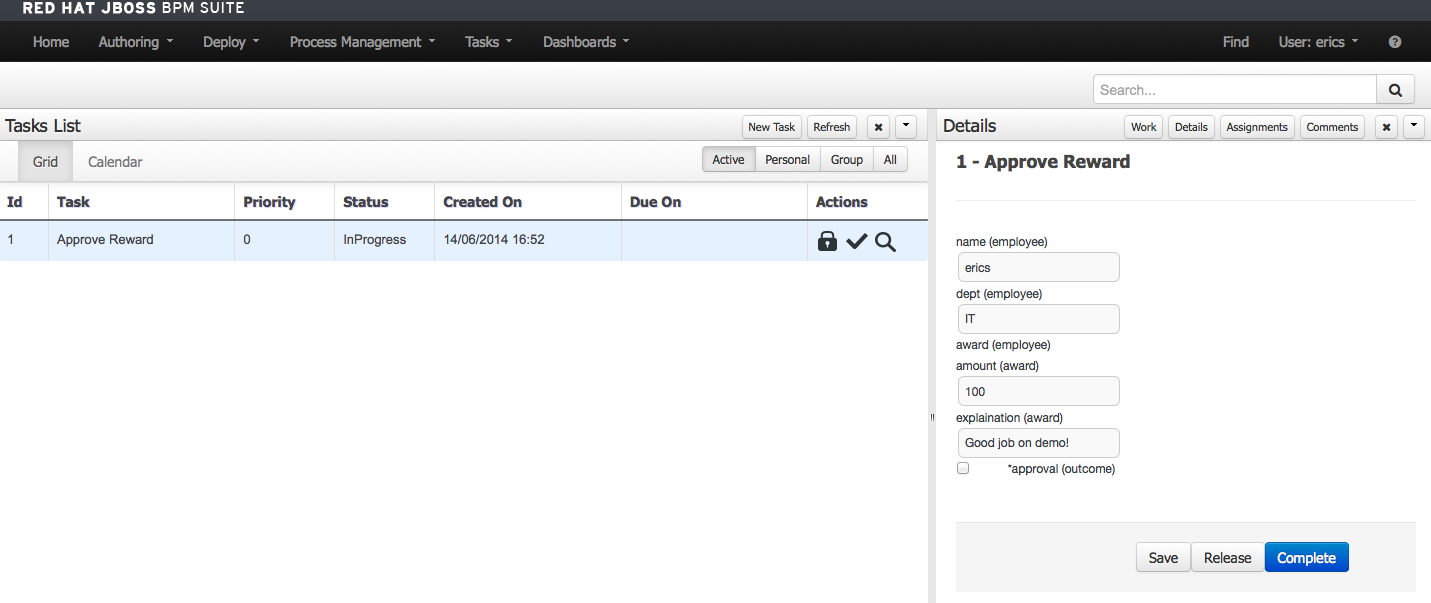 RED HAT JBOSS BPM SUITE
Home Authoring Deploy Process Management Tasks Dashboards Find User: erics ?
Search...
Tasks List New Task Refresh
Details Work Details Assignments Comments
Grid Calendar Active Personal Group All
1 - Approve Reward
Id Task Priority Status Created On Due On Actions
1 Approve Reward 0 InProgress 14/06/2014 16:52
name (employee)
erics
dept (employee)
IT
award (employee)
amount (award)
100
explaination (award)
Good job on demo!
*approval (outcome)
Save Release Complete